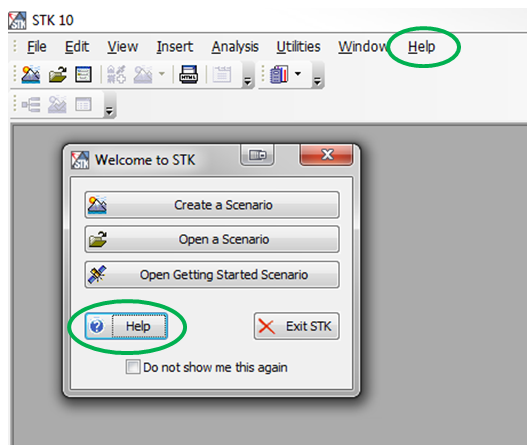 STK 10
File Edit View Insert Analysis Utilities Window Help
Welcome to STK
Create a Scenario
Open a Scenario
Open Getting Started Scenario
Help Exit STK
Do not show me this again